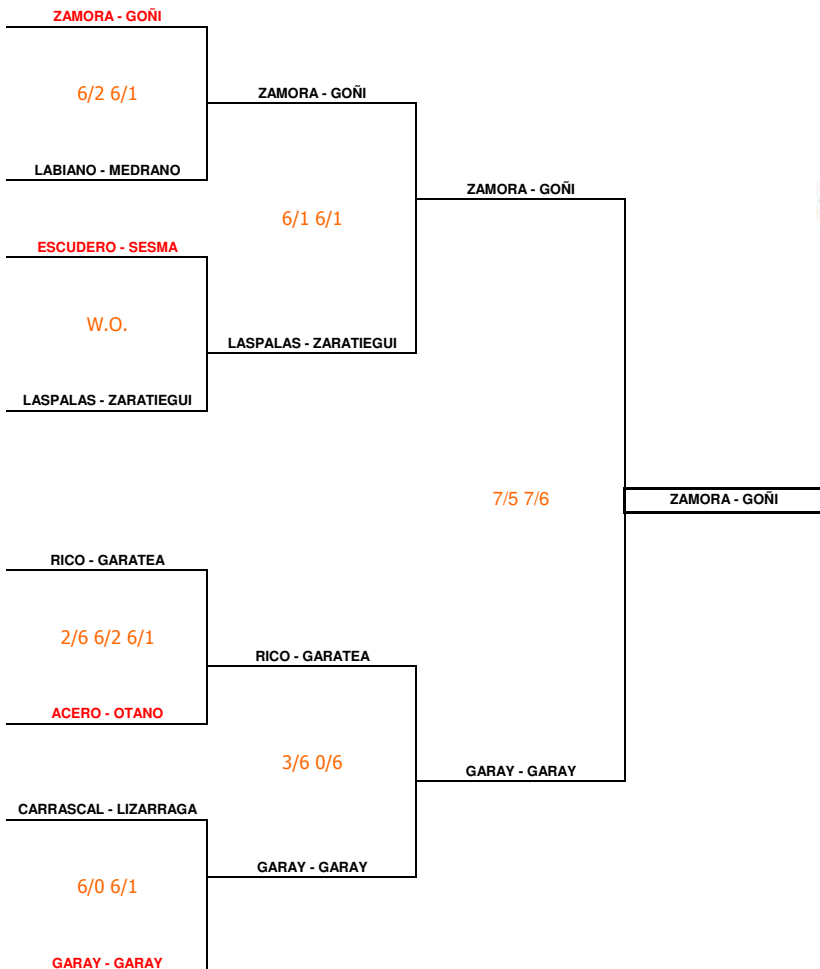 ZAMORA - GOÑI
6/2 6/1
ZAMORA - GOÑI
LABIANO - MEDRANO
ZAMORA - GOÑI
6/1 6/1
ESCUDERO - SESMA
W.O.
LASPALAS - ZARATIEGUI
LASPALAS - ZARATIEGUI
7/5 7/6
ZAMORA - GOÑI
RICO - GARATEA
2/6 6/2 6/1
RICO - GARATEA
ACERO - OTANO
3/6 0/6
GARAY - GARAY
CARRASCAL - LIZARRAGA
GARAY - GARAY
6/0 6/1
GARAY - GARAY